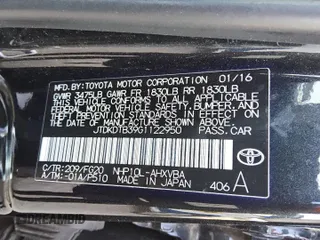 MFD.BY:TOYOTA MOTOR CORPORATION 01/16
GVWR 3475LB GAWR FR 1830LB RR 1830LB
THIS VEHICLE CONFORMS TO ALL APPLICABLE
FEDERAL MOTOR VEHICLE SAFETY, BUMPER, AND
THEFT PREVENTION STANDARDS IN EFFECT ON
THE DATE OF MANUFACTURE SHOWN ABOVE.
JTDKDTB39G1122950 PASS.CAR
C/TR:209/FG20 NHP10L-AHXVBA
A/TM:-01A/P510 MADE IN JAPAN 406 A